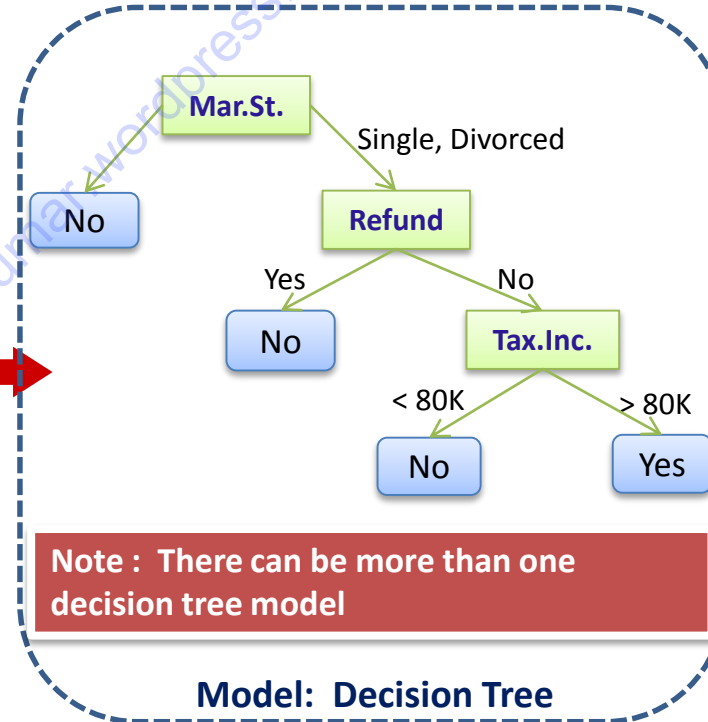 Mar.St.
Single, Divorced
No
Refund
Yes
No
No
Tax.Inc.
< 80K
> 80K
No
Yes
Note : There can be more than one
decision tree model
Model: Decision Tree